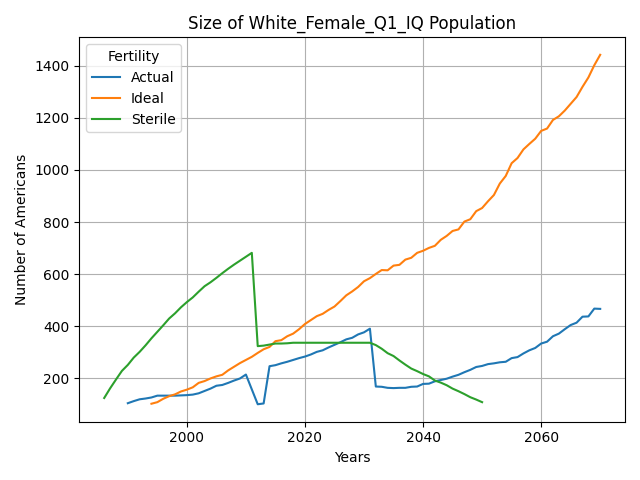 Size of White_Female_Q1_IQ Population
Fertility
Actual
Ideal
Sterile
Number of Americans
1400
1200
1000
800
600
400
200
2000
2020
2040
2060
Years